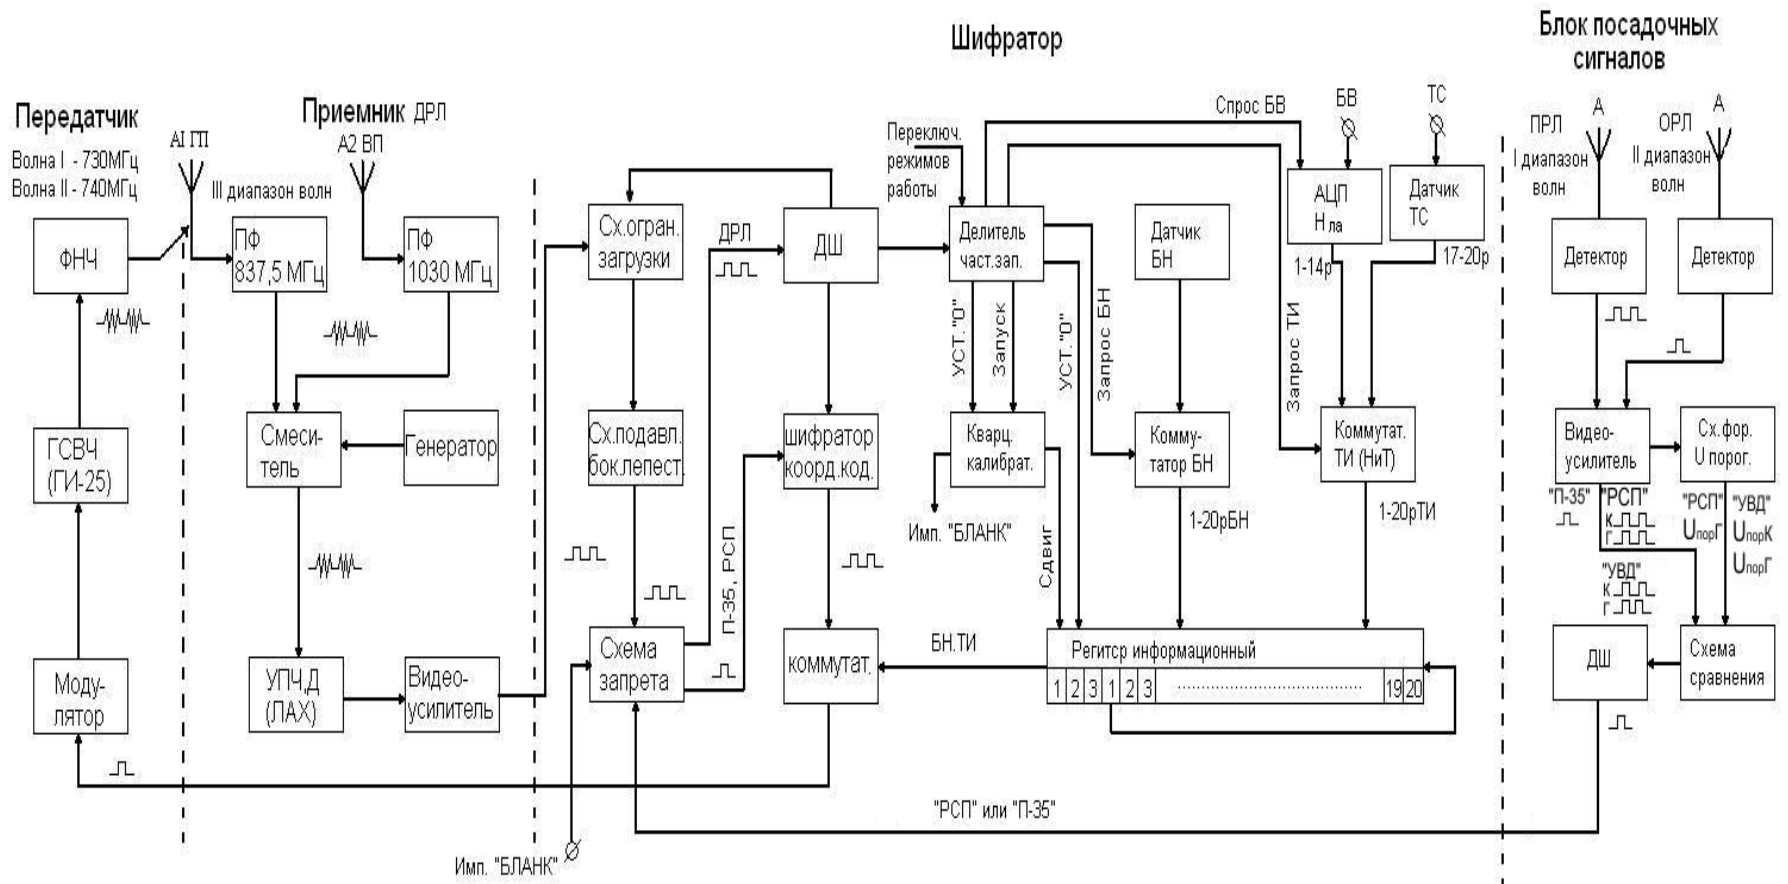 Шифратор
Блок посадочных
сигналов
Передатчик
Волна I - 730МГц
Волна II - 740МГц
АI ГП
Приемник ДРЛ
А2 ВП
III диапазон волн
ФНЧ
ПФ
837,5 МГц
ПФ
1030 МГц
ГСВЧ
(ГИ-25)
Смеси-
тель
Генератор
Моду-
лятор
УПЧ,Д
(ЛАХ)
Видео-
усилитель
Сх.огран.
загрузки
ДРЛ
ДШ
Сх.подавл.
бок.лепест.
шифратор
коорд.код.
П-35, РСП
Схема
запрета
коммутат.
Имп. "БЛАНК"
Переключ.
режимов
работы
Делитель
част.зап.
Спрос БВ
БВ
ТС
АЦП
Н ла
Датчик
ТС
1-14р
17-20р
Датчик
БН
УСТ."0"
Запуск
УСТ."0"
Запрос БН
Запрос ТИ
Кварц.
калибрат.
Имп. "БЛАНК"
Сдвиг
Комму-
татор БН
Коммутат.
ТИ (НиТ)
1-20рБН
1-20рТИ
БН.ТИ
Регитср информационный
1 2 3 1 2 3 ........ 19 20
"РСП" или "П-35"
ПРЛ
I диапазон
волн
А
ОРЛ
II диапазон
волн
А
Детектор
Детектор
Видео-
усилитель
Сх.фор.
U порог.
"П-35"
"РСП"
К
Г
"УВД"
К
Г
"РСП"
UпорГ
"УВД"
UпорК
UпорГ
ДШ
Схема
сравнения